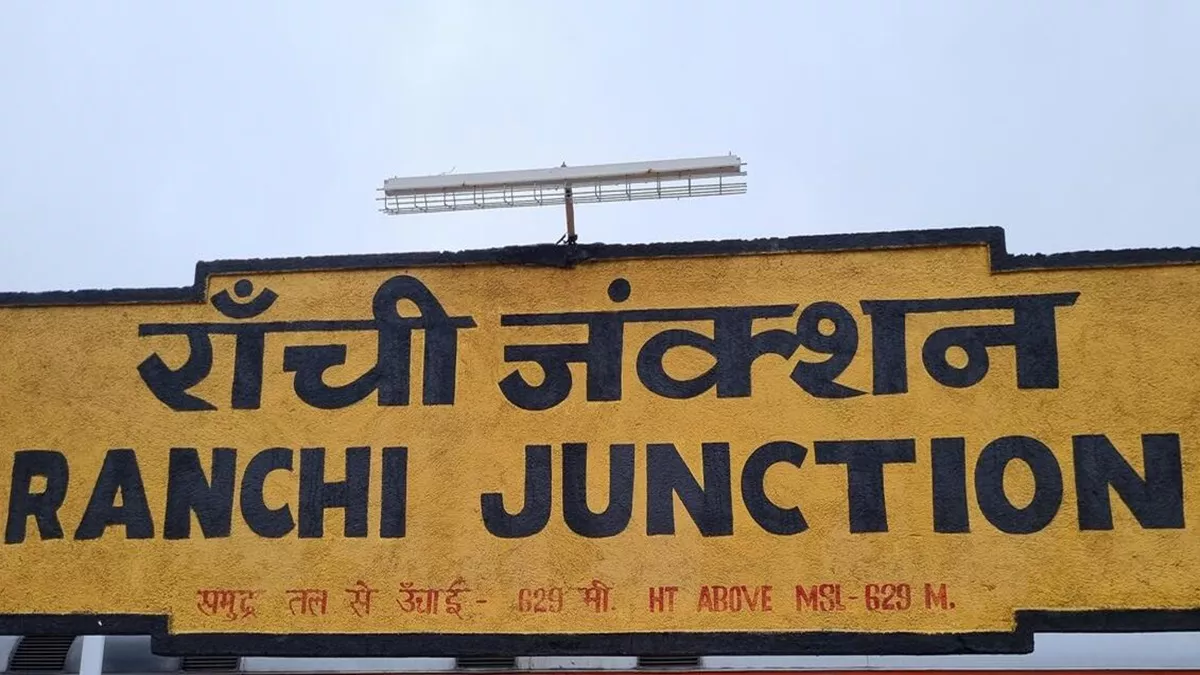 राँची जंक्शन
RANCHI JUNCTION
समुद्र तल से उँचाई - 629 मी. HT ABOVE MSL-629 M.